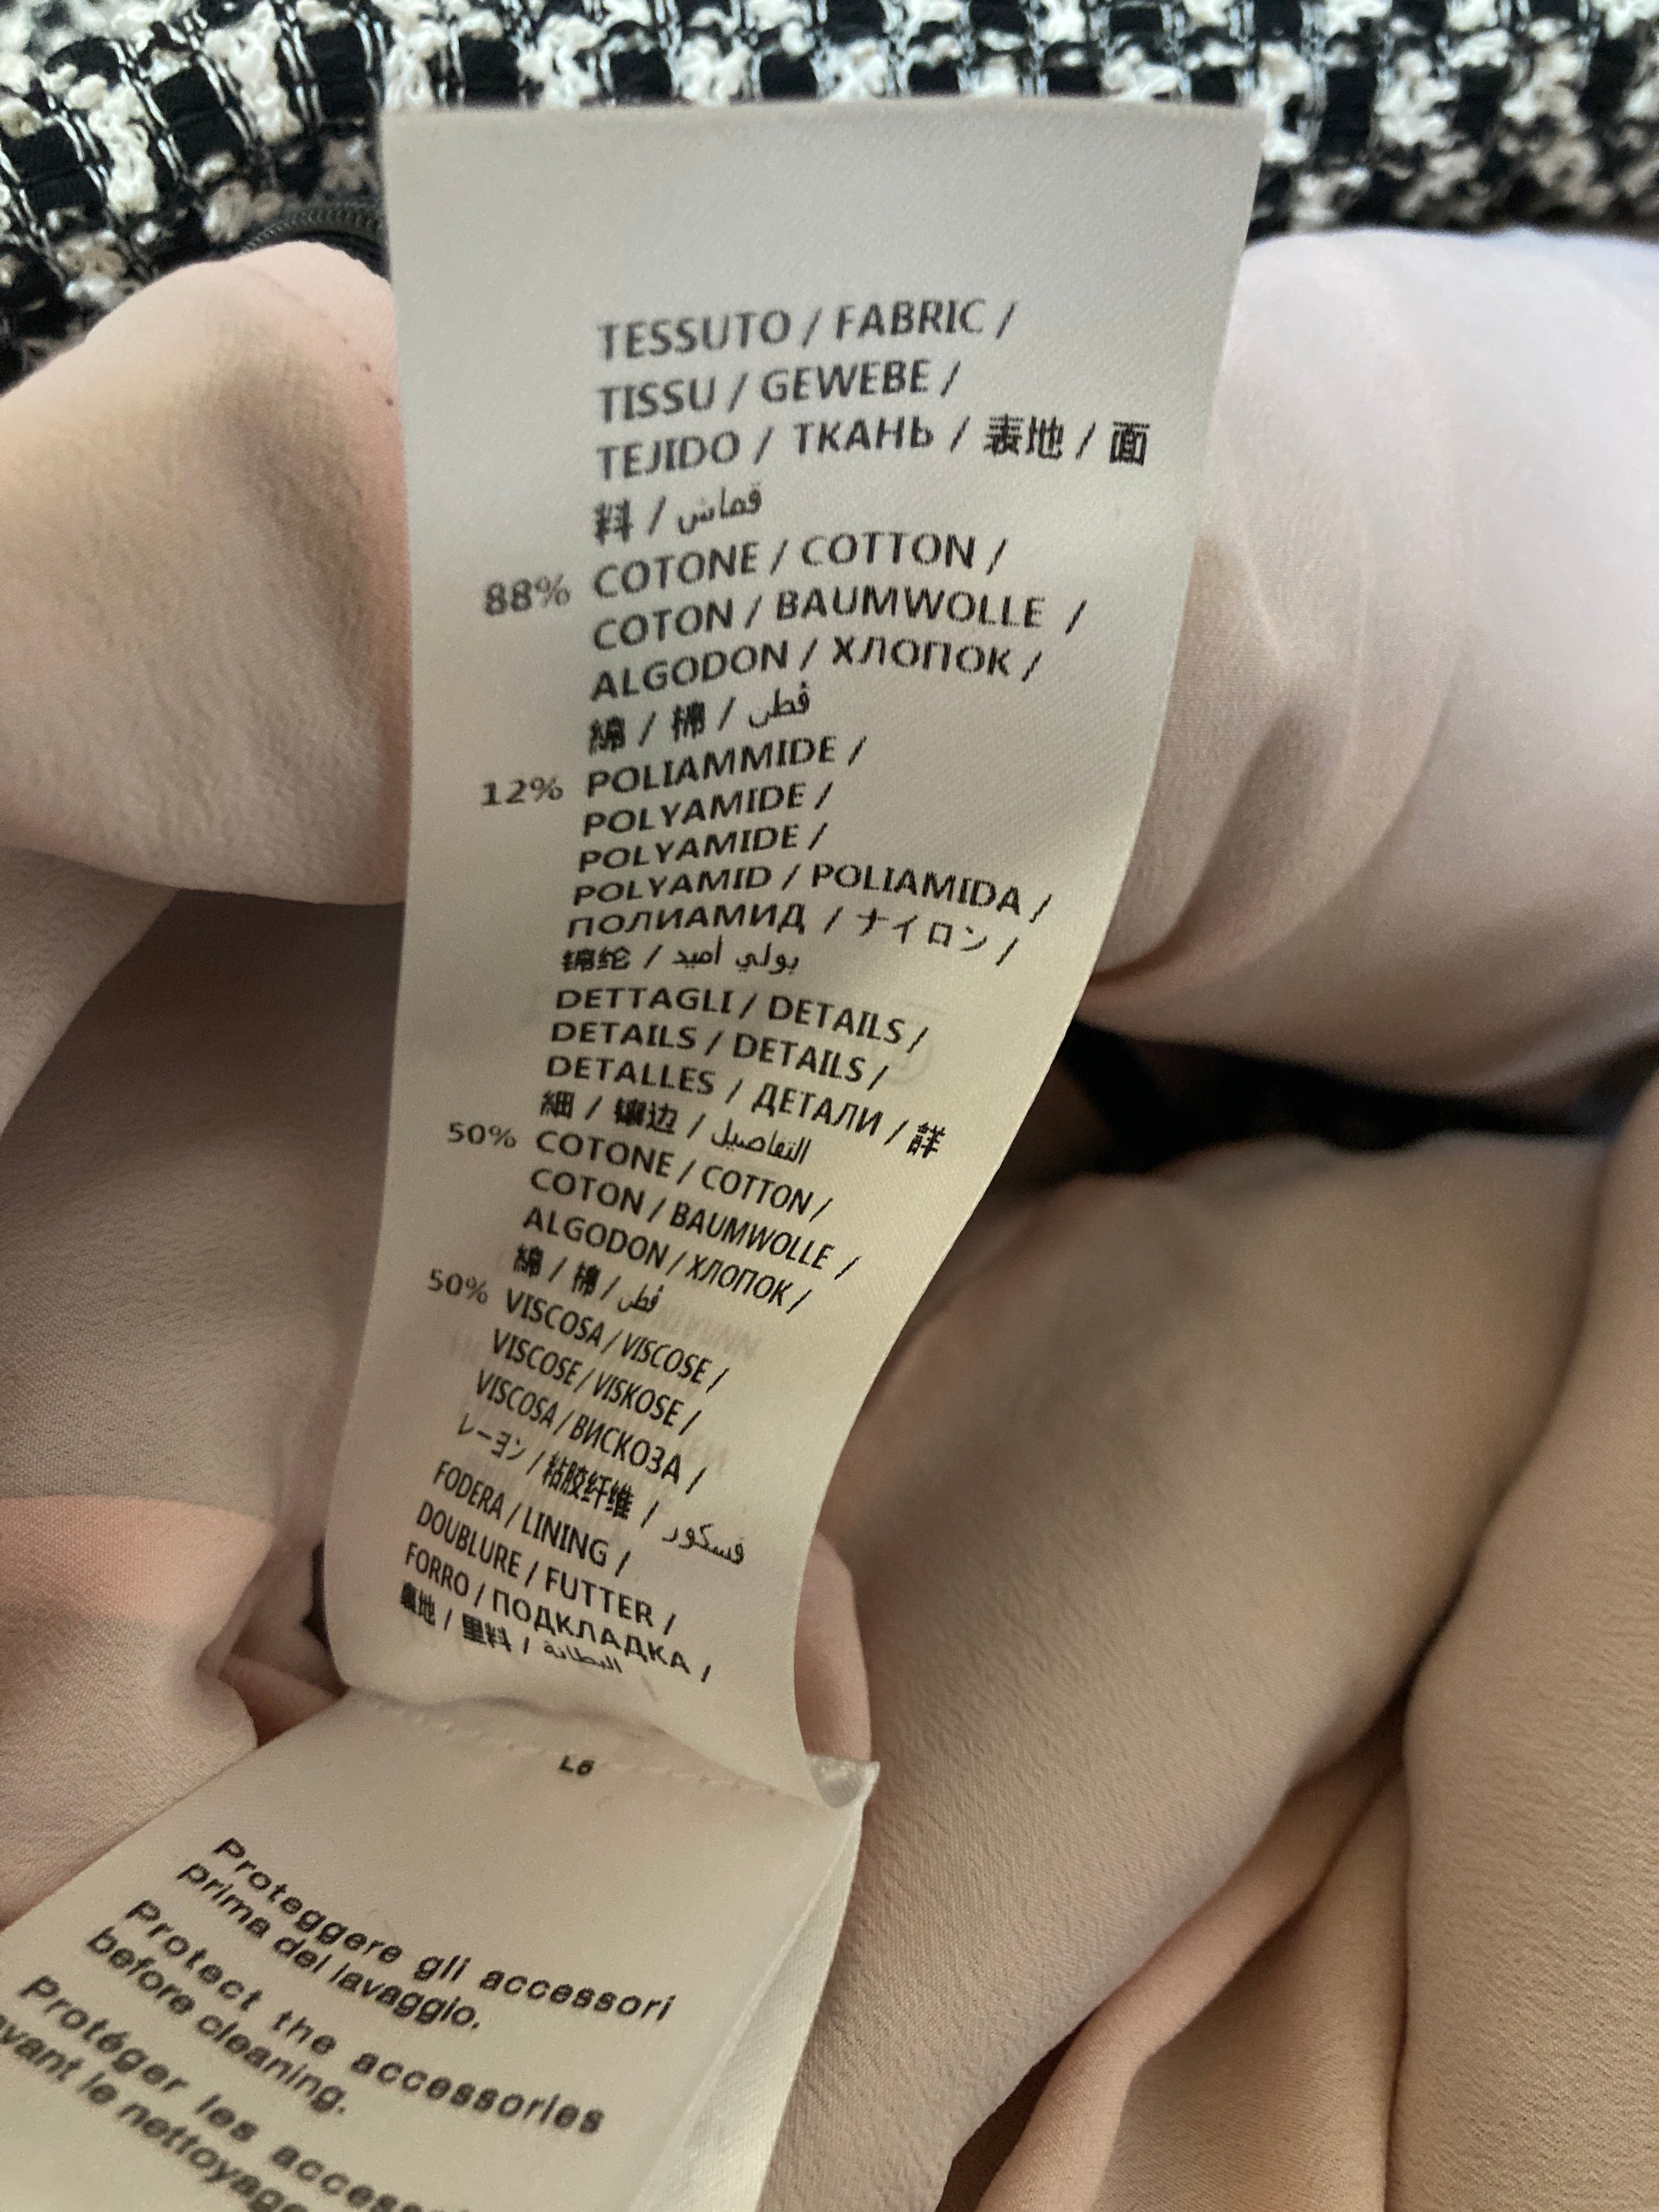 TESSUTO / FABRIC /
TISSU / GEWEBE /
TEJIDO / ТКАНЬ / 表地 / 面
料 / قماش
88% COTONE / COTTON /
COTON / BAUMWOLLE /
ALGODON / ХЛОПОК /
綿 / 棉 / قطن
12% POLIAMMIDE /
POLYAMIDE /
POLYAMIDE /
POLYAMID / POLIAMIDA /
ПОЛИАМИД / ナイロン /
锦纶 / بولي أميد
DETTAGLI / DETAILS /
DETAILS / DETAILS /
DETALLES / ДЕТАЛИ / 詳
細 / 镶边 / التفاصيل
50% COTONE / COTTON /
COTON / BAUMWOLLE /
ALGODON / ХЛОПОК /
綿 / 棉 / قطن
50% VISCOSA / VISCOSE /
VISCOSE / VISKOSE /
VISCOSA / ВИСКОЗА /
レーヨン / 粘胶纤维 / فسكوز
FODERA / LINING /
DOUBLURE / FUTTER /
FORRO / ПОДКЛАДКА /
裏地 / 里料 / البطانة
L6
Proteggere gli accessori
prima del lavaggio.
Protect the accessories
before cleaning.
Protéger les access
avant le nettoyage